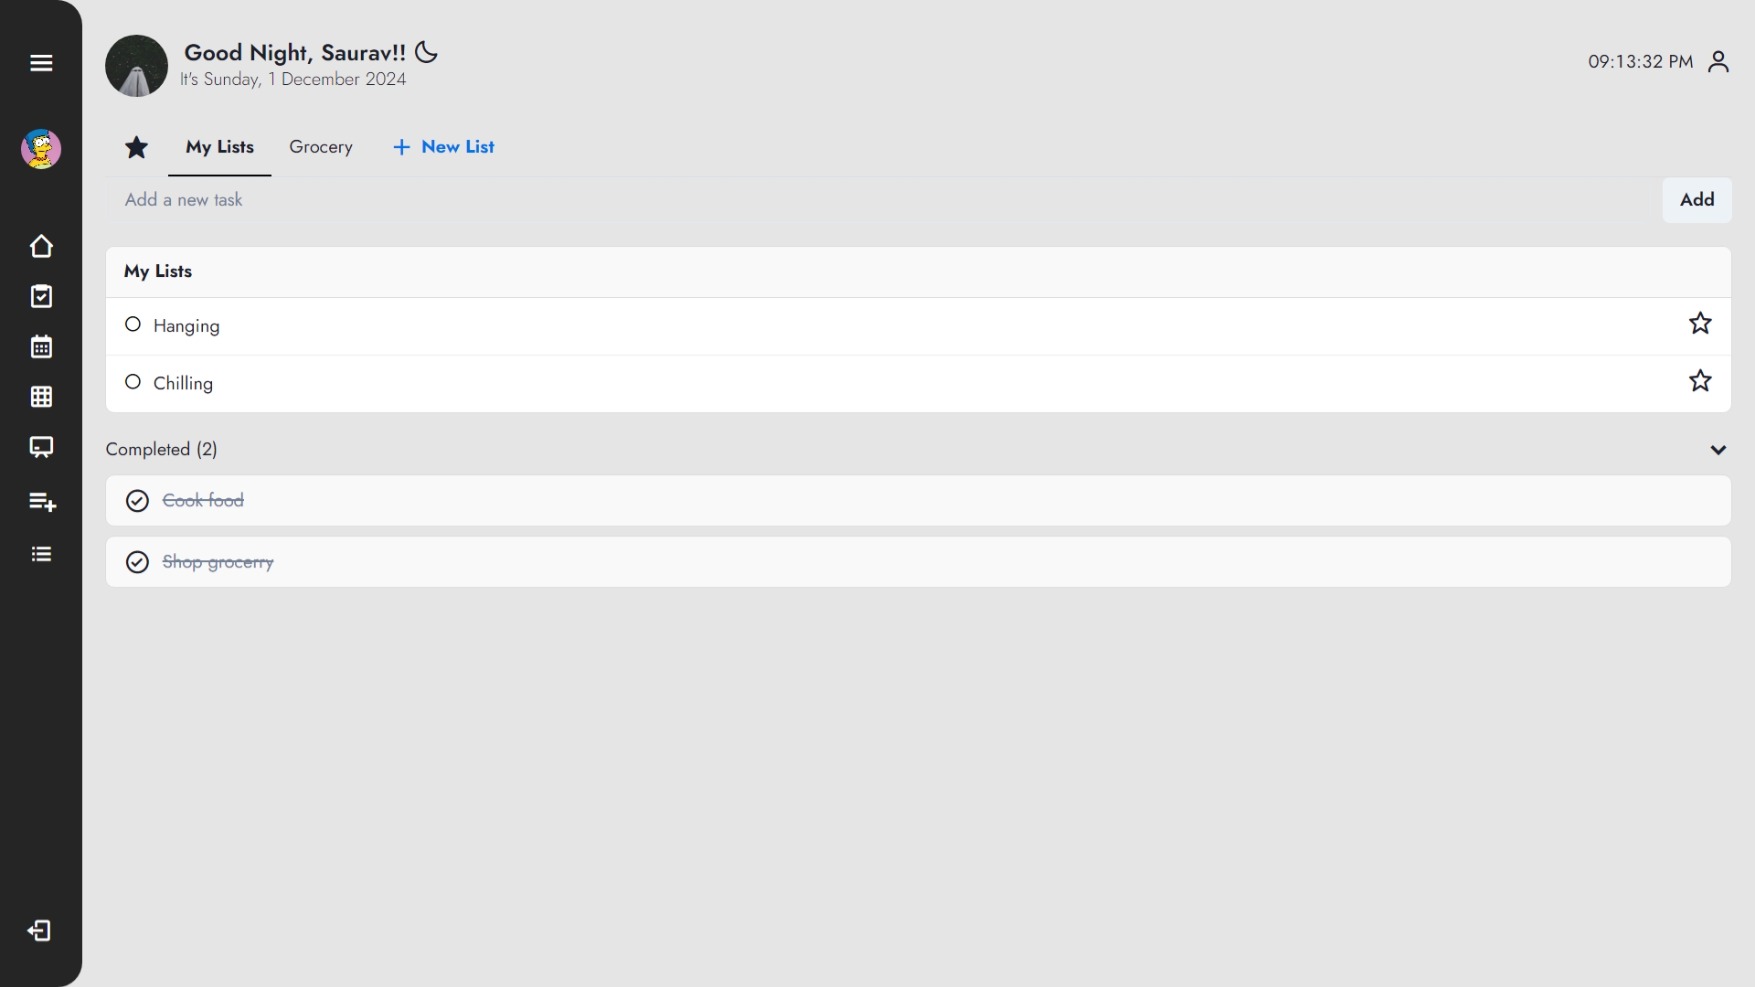 Good Night, Saurav!!
It's Sunday, 1 December 2024
09:13:32 PM
My Lists
Grocery
+ New List
Add a new task
Add
My Lists
Hanging
Chilling
Completed (2)
Cook food
Shop grocerry